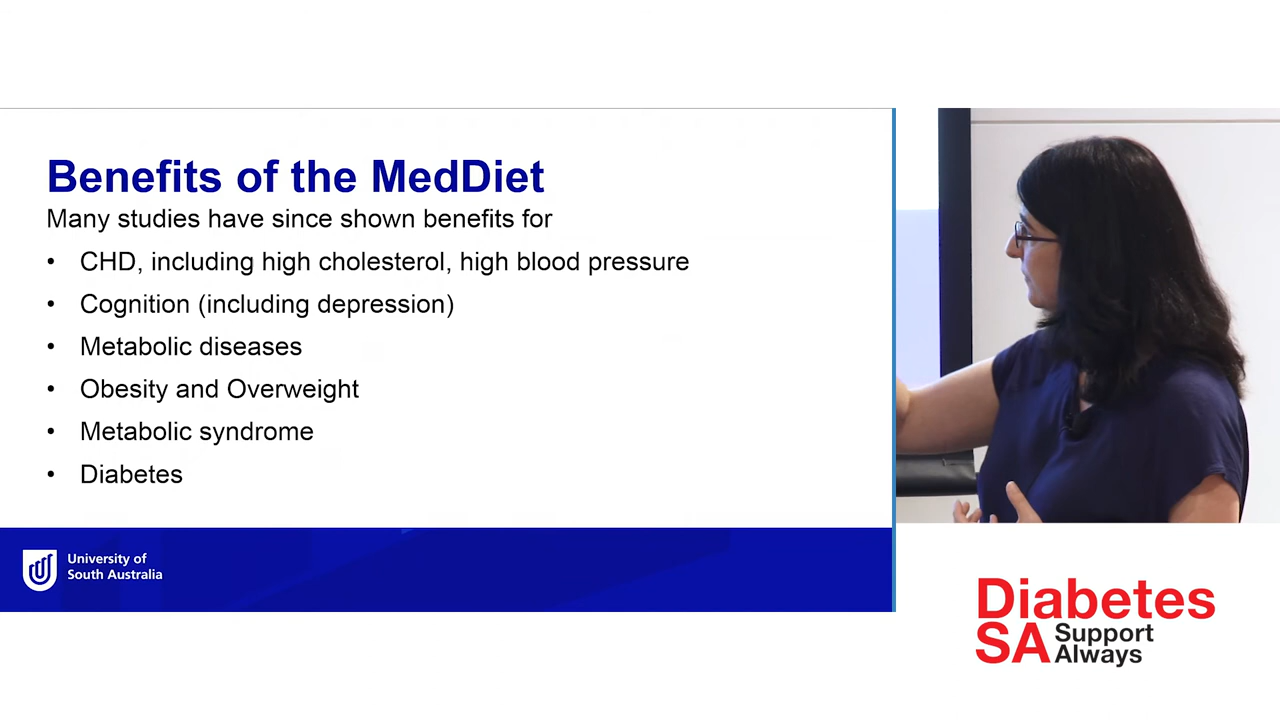 Benefits of the MedDiet
Many studies have since shown benefits for
• CHD, including high cholesterol, high blood pressure
• Cognition (including depression)
• Metabolic diseases
• Obesity and Overweight
• Metabolic syndrome
• Diabetes
University of
South Australia
Diabetes
SA Support
Always